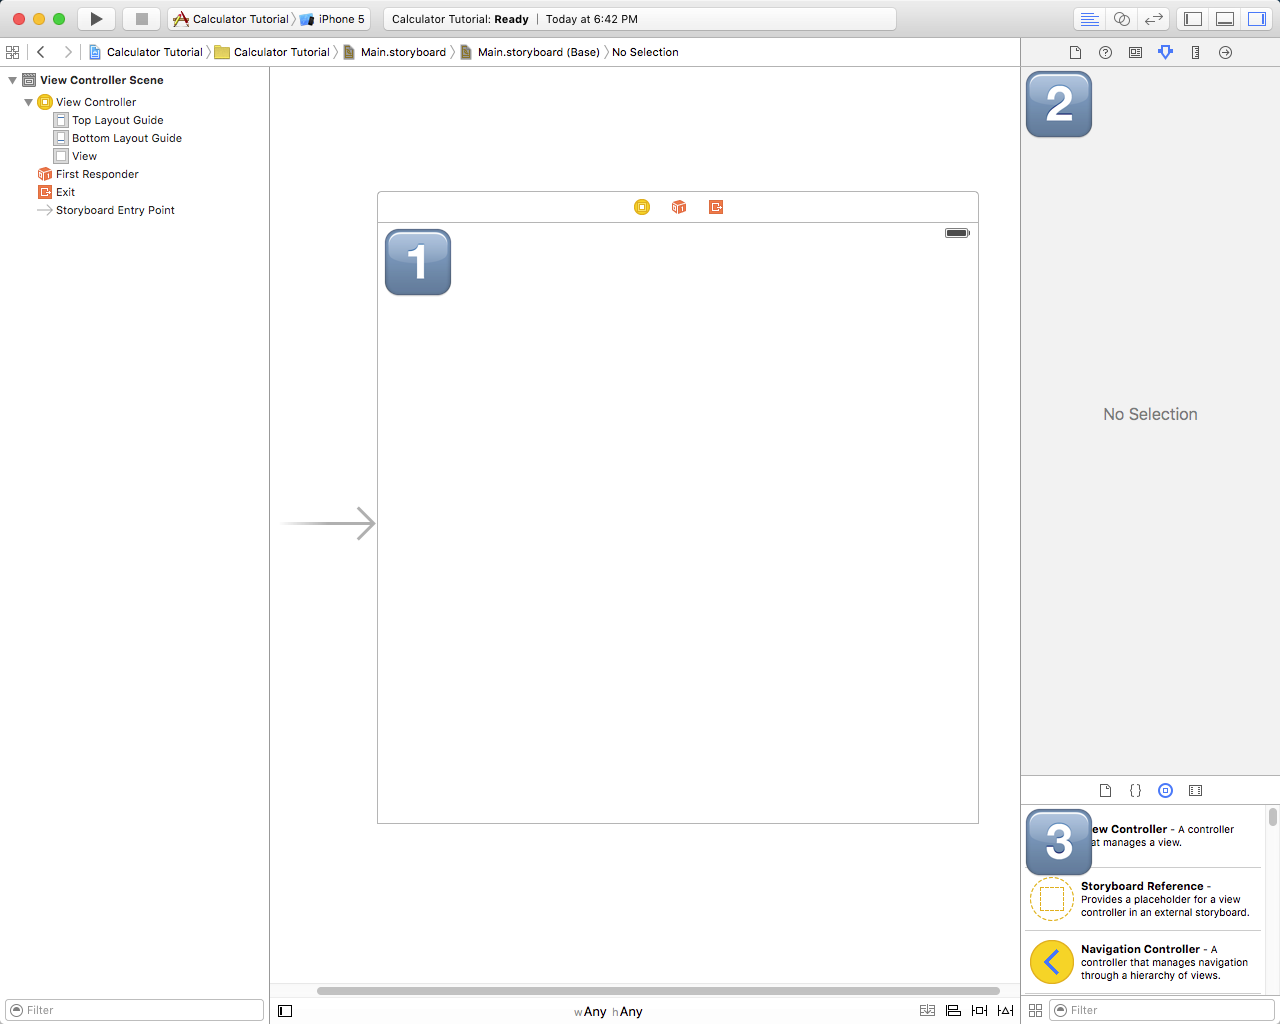 Calculator Tutorial 〉 iPhone 5
Calculator Tutorial: Ready | Today at 6:42 PM
Calculator Tutorial 〉 Calculator Tutorial 〉 Main.storyboard 〉 Main.storyboard (Base) 〉 No Selection
View Controller Scene
View Controller
Top Layout Guide
Bottom Layout Guide
View
First Responder
Exit
Storyboard Entry Point
Filter
1
wAny hAny
2
No Selection
3
ew Controller - A controller
at manages a view.
Storyboard Reference -
Provides a placeholder for a view
controller in an external storyboard.
Navigation Controller - A
controller that manages navigation
through a hierarchy of views.
Filter